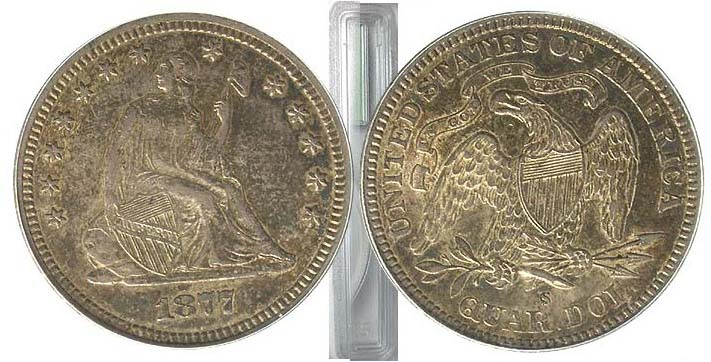 1877
UNITED STATES OF AMERICA
IN GOD WE TRUST
S
QUAR. DOL.